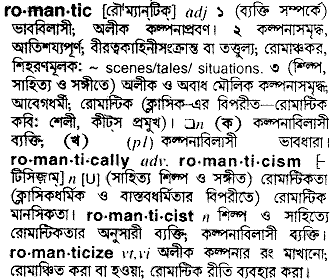 ro·man·tic [রৌ'ম্যানটিক্] adj ১ (ব্যক্তি সম্পর্কে)
ভাববিলাসী; অলীক কল্পনাপ্রবণ। ২ কল্পনাসমৃদ্ধ,
আতিশয্যপূর্ণ; বীরত্বকাহিনীসংক্রান্ত বা তত্তুল্য; রোমাঞ্চকর,
শিহরণমূলক: ~ scenes/tales/ situations. ৩ (শিল্প,
সাহিত্য ও সঙ্গীতে) অলীক ও অবাধ মৌলিক কল্পনাসমৃদ্ধ,
আবেগধর্মী; রোমান্টিক (ক্লাসিক-এর বিপরীত—রোমান্টিক
কবি: শেলী, কীট্‌স প্রমুখ)। □n (ক) কল্পনাবিলাসী
ব্যক্তি; (খ) (pl) কল্পনাবিলাসী ভাবধারা।
ro·man·ti·cally adv. ro·man·ti·cism [-
টিসিজ়াম্] n [U] (সাহিত্য শিল্প ও সঙ্গীত) রোমান্টিকতা
(ক্লাসিকধর্মিক ও বাস্তবধর্মিতার বিপরীতে) রোমান্টিক
মানসিকতা। ro·man·ti·cist n শিল্প ও সাহিত্যে
রোমান্টিকতার অনুসারী ব্যক্তি; কল্পনাবিলাসী ব্যক্তি।
ro·man·ticize vt,vi অলীক কল্পনার রং মাখানো;
রোমাঞ্চিত করা বা হওয়া; রোমান্টিক রীতি ব্যবহার করা।